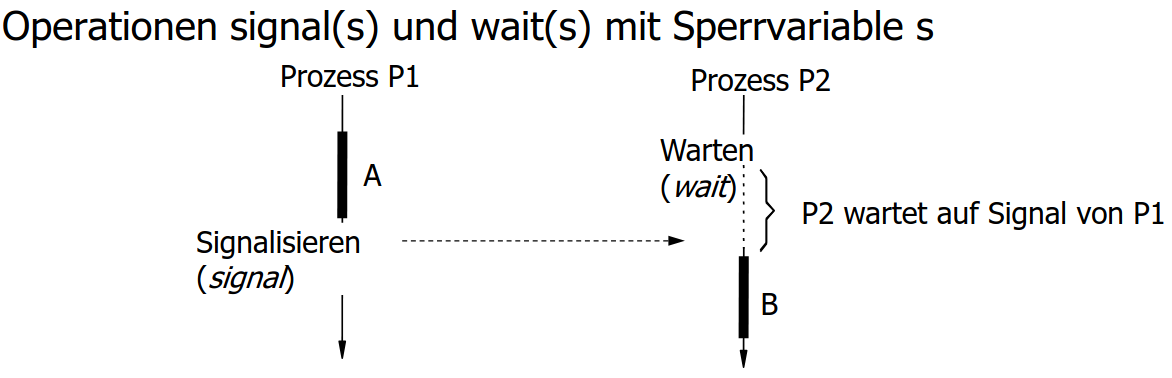 Operationen signal(s) und wait(s) mit Sperrvariable s
Prozess P1
Prozess P2
Warten
(wait)
A
P2 wartet auf Signal von P1
Signalisieren
(signal)
B